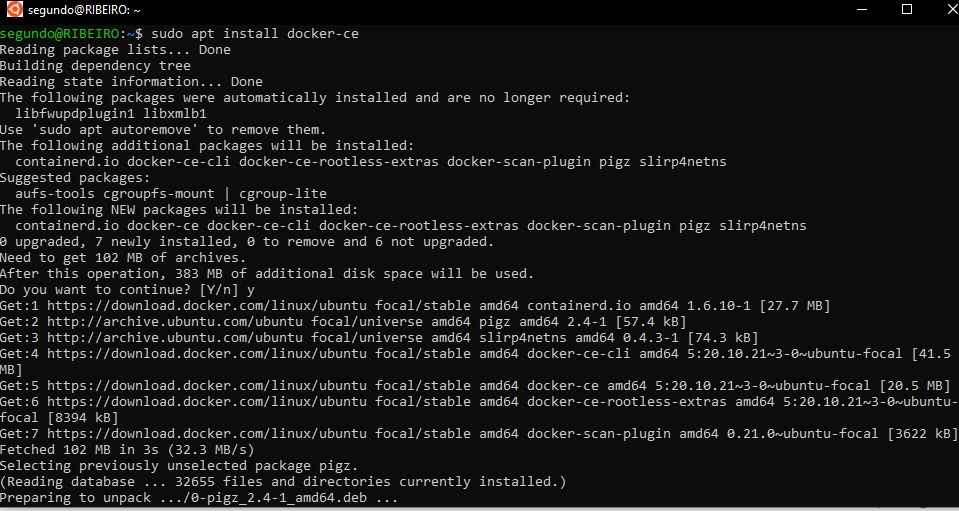 segundo@RIBEIRO: ~
segundo@RIBEIRO:~$ sudo apt install docker-ce
Reading package lists... Done
Building dependency tree
Reading state information... Done
The following packages were automatically installed and are no longer required:
  libfwupdplugin1 libxmlb1
Use 'sudo apt autoremove' to remove them.
The following additional packages will be installed:
  containerd.io docker-ce-cli docker-ce-rootless-extras docker-scan-plugin pigz slirp4netns
Suggested packages:
  aufs-tools cgroupfs-mount | cgroup-lite
The following NEW packages will be installed:
  containerd.io docker-ce docker-ce-cli docker-ce-rootless-extras docker-scan-plugin pigz slirp4netns
0 upgraded, 7 newly installed, 0 to remove and 6 not upgraded.
Need to get 102 MB of archives.
After this operation, 383 MB of additional disk space will be used.
Do you want to continue? [Y/n] y
Get:1 https://download.docker.com/linux/ubuntu focal/stable amd64 containerd.io amd64 1.6.10-1 [27.7 MB]
Get:2 http://archive.ubuntu.com/ubuntu focal/universe amd64 pigz amd64 2.4-1 [57.4 kB]
Get:3 http://archive.ubuntu.com/ubuntu focal/universe amd64 slirp4netns amd64 0.4.3-1 [74.3 kB]
Get:4 https://download.docker.com/linux/ubuntu focal/stable amd64 docker-ce-cli amd64 5:20.10.21~3-0~ubuntu-focal [41.5
MB]
Get:5 https://download.docker.com/linux/ubuntu focal/stable amd64 docker-ce amd64 5:20.10.21~3-0~ubuntu-focal [20.5 MB]
Get:6 https://download.docker.com/linux/ubuntu focal/stable amd64 docker-ce-rootless-extras amd64 5:20.10.21~3-0~ubuntu-
focal [8394 kB]
Get:7 https://download.docker.com/linux/ubuntu focal/stable amd64 docker-scan-plugin amd64 0.21.0~ubuntu-focal [3622 kB]
Fetched 102 MB in 3s (32.3 MB/s)
Selecting previously unselected package pigz.
(Reading database ... 32655 files and directories currently installed.)
Preparing to unpack .../0-pigz_2.4-1_amd64.deb ...